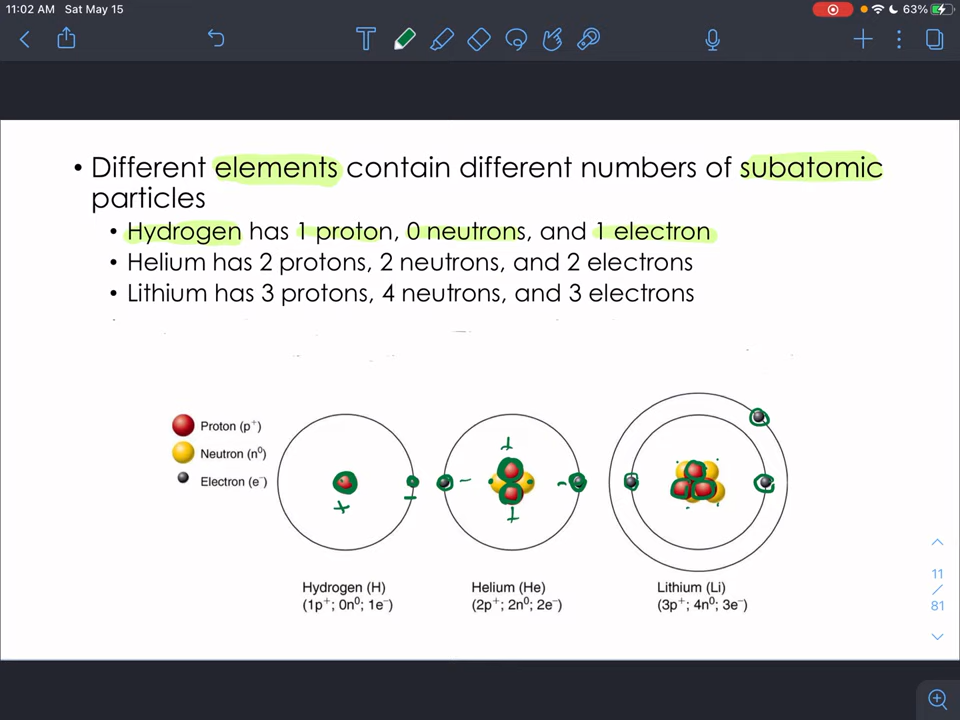 11:02 AM Sat May 15
63%
• Different elements contain different numbers of subatomic
particles
• Hydrogen has 1 proton, 0 neutrons, and 1 electron
• Helium has 2 protons, 2 neutrons, and 2 electrons
• Lithium has 3 protons, 4 neutrons, and 3 electrons
Proton (p⁺)
Neutron (n⁰)
Electron (e⁻)
Hydrogen (H)
(1p⁺; 0n⁰; 1e⁻)
Helium (He)
(2p⁺; 2n⁰; 2e⁻)
Lithium (Li)
(3p⁺; 4n⁰; 3e⁻)
11
/
81